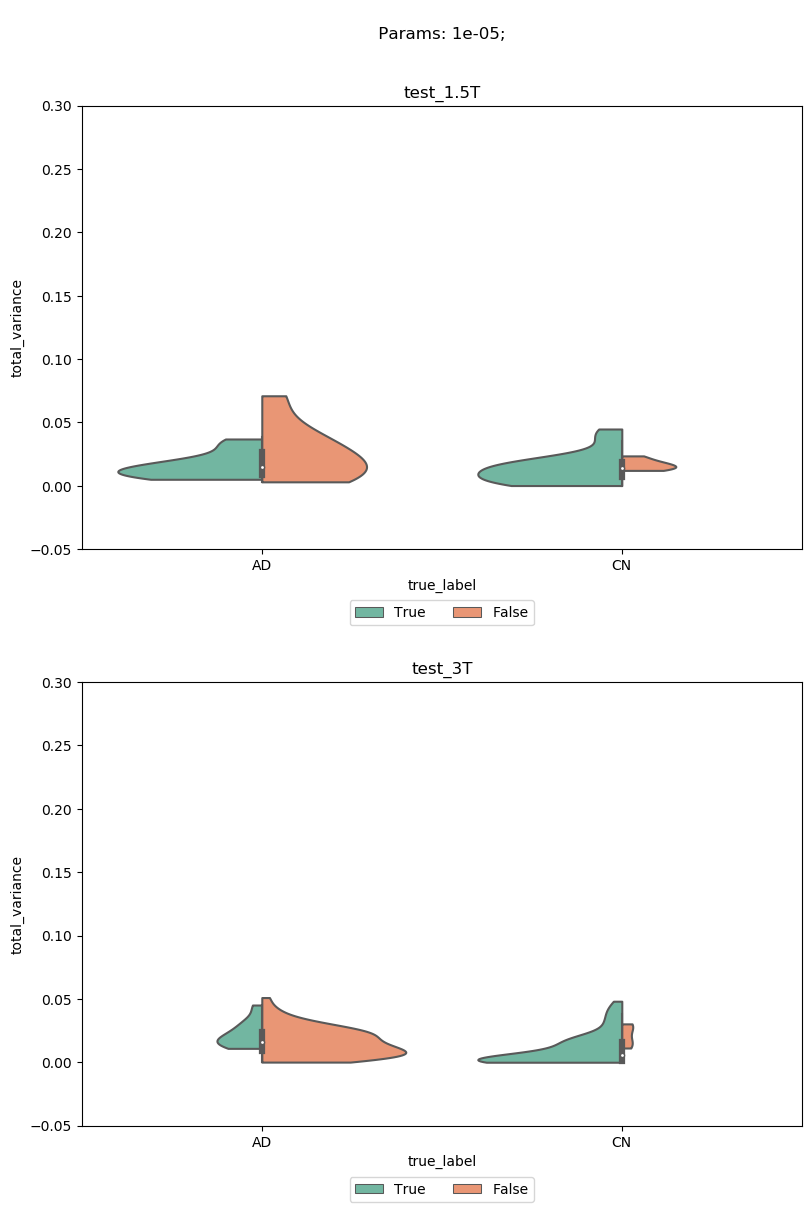 Params: 1e-05;
test_1.5T
0.30
0.25
0.20
0.15
0.10
0.05
0.00
−0.05
total_variance
AD CN
true_label
True False
test_3T
0.30
0.25
0.20
0.15
0.10
0.05
0.00
−0.05
total_variance
AD CN
true_label
True False